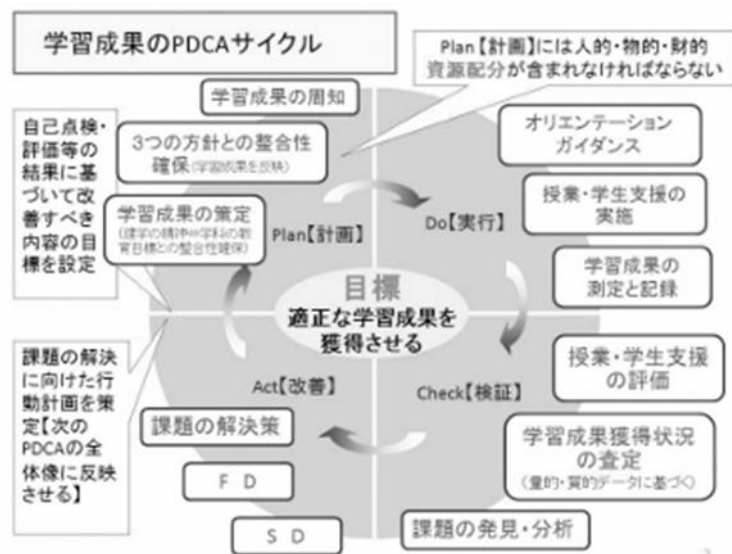 学習成果のPDCAサイクル
Plan【計画】には人的・物的・財的
資源配分が含まれなければならない
学習成果の周知
3つの方針との整合性
確保(学習成果を反映)
学習成果の策定
(建学の精神⇔学科の教
育目標との整合性確保)
自己点検・
評価等の
結果に基
づいて改
善すべき
内容の目
標を設定
Plan【計画】
Do【実行】
オリエンテーション
ガイダンス
授業・学生支援の
実施
学習成果の
測定と記録
目標
適正な学習成果を
獲得させる
課題の解決
に向けた行
動計画を策
定【次の
PDCAの全
体像に反映
させる】
Act【改善】
Check【検証】
授業・学生支援
の評価
学習成果獲得状況
の査定
(量的・質的データに基づく)
課題の発見・分析
課題の解決策
F D
S D